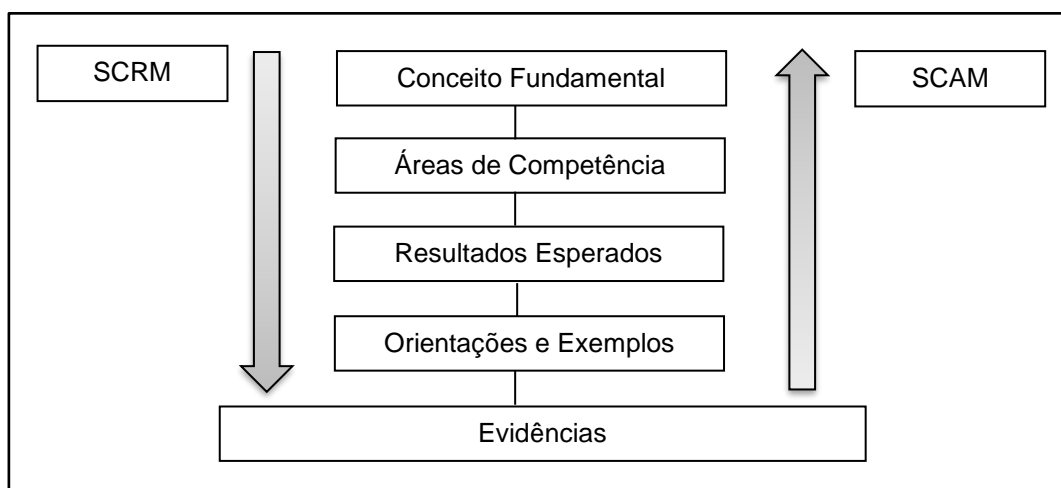 SCRM
Conceito Fundamental
SCAM
Áreas de Competência
Resultados Esperados
Orientações e Exemplos
Evidências